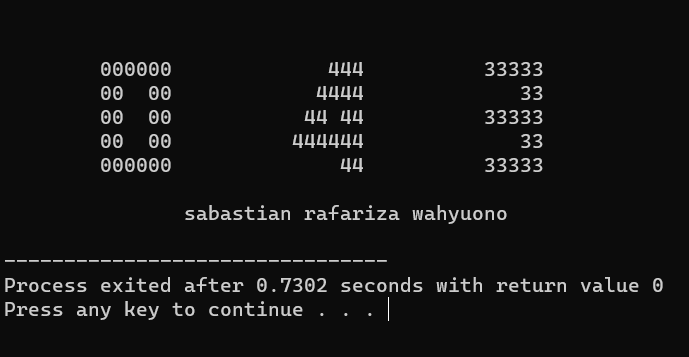 000000             444          33333
        00  00            4444             33
        00  00           44 44          33333
        00  00          444444             33
        000000              44          33333
               sabastian rafariza wahyuono
--------------------------------
Process exited after 0.7302 seconds with return value 0
Press any key to continue . . .